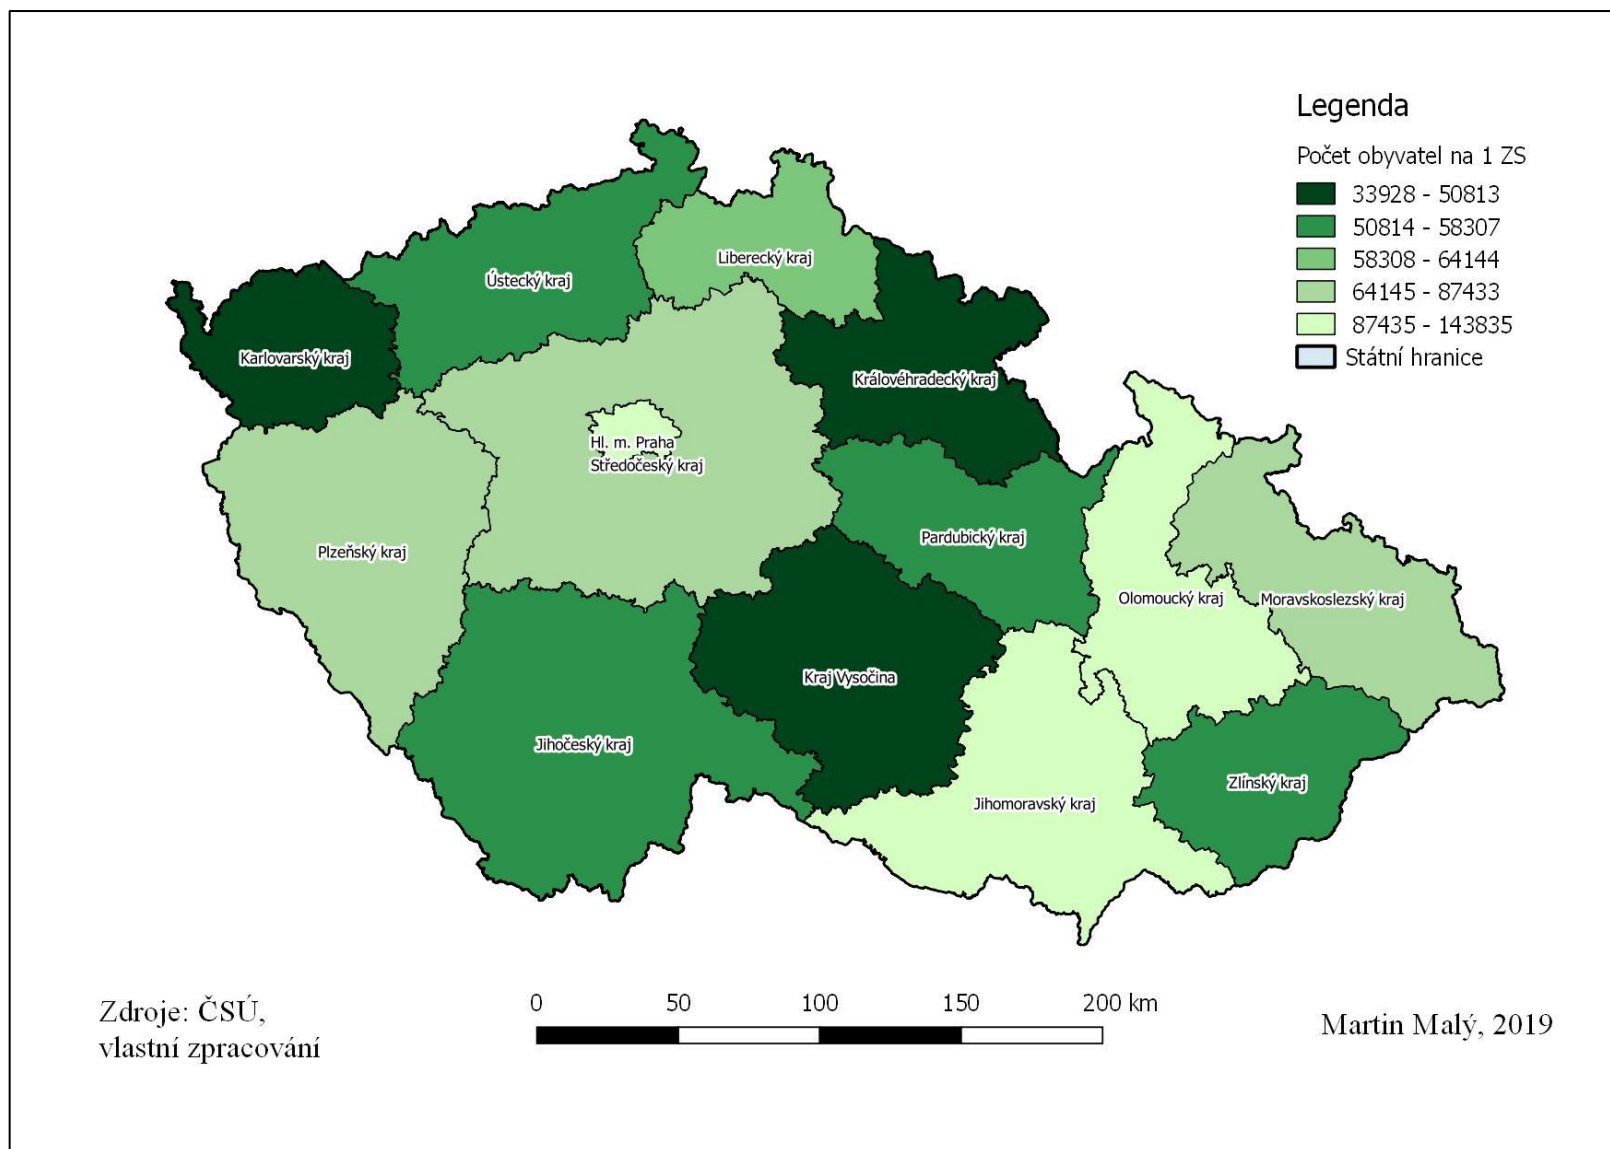 Legenda
Počet obyvatel na 1 ZS
33928 - 50813
50814 - 58307
58308 - 64144
64145 - 87433
87435 - 143835
Státní hranice
Liberecký kraj
Ústecký kraj
Karlovarský kraj
Královéhradecký kraj
Hl. m. Praha
Středočeský kraj
Pardubický kraj
Plzeňský kraj
Olomoucký kraj
Moravskoslezský kraj
Kraj Vysočina
Jihočeský kraj
Zlínský kraj
Jihomoravský kraj
Zdroje: ČSÚ,
vlastní zpracování
0 50 100 150 200 km
Martin Malý, 2019